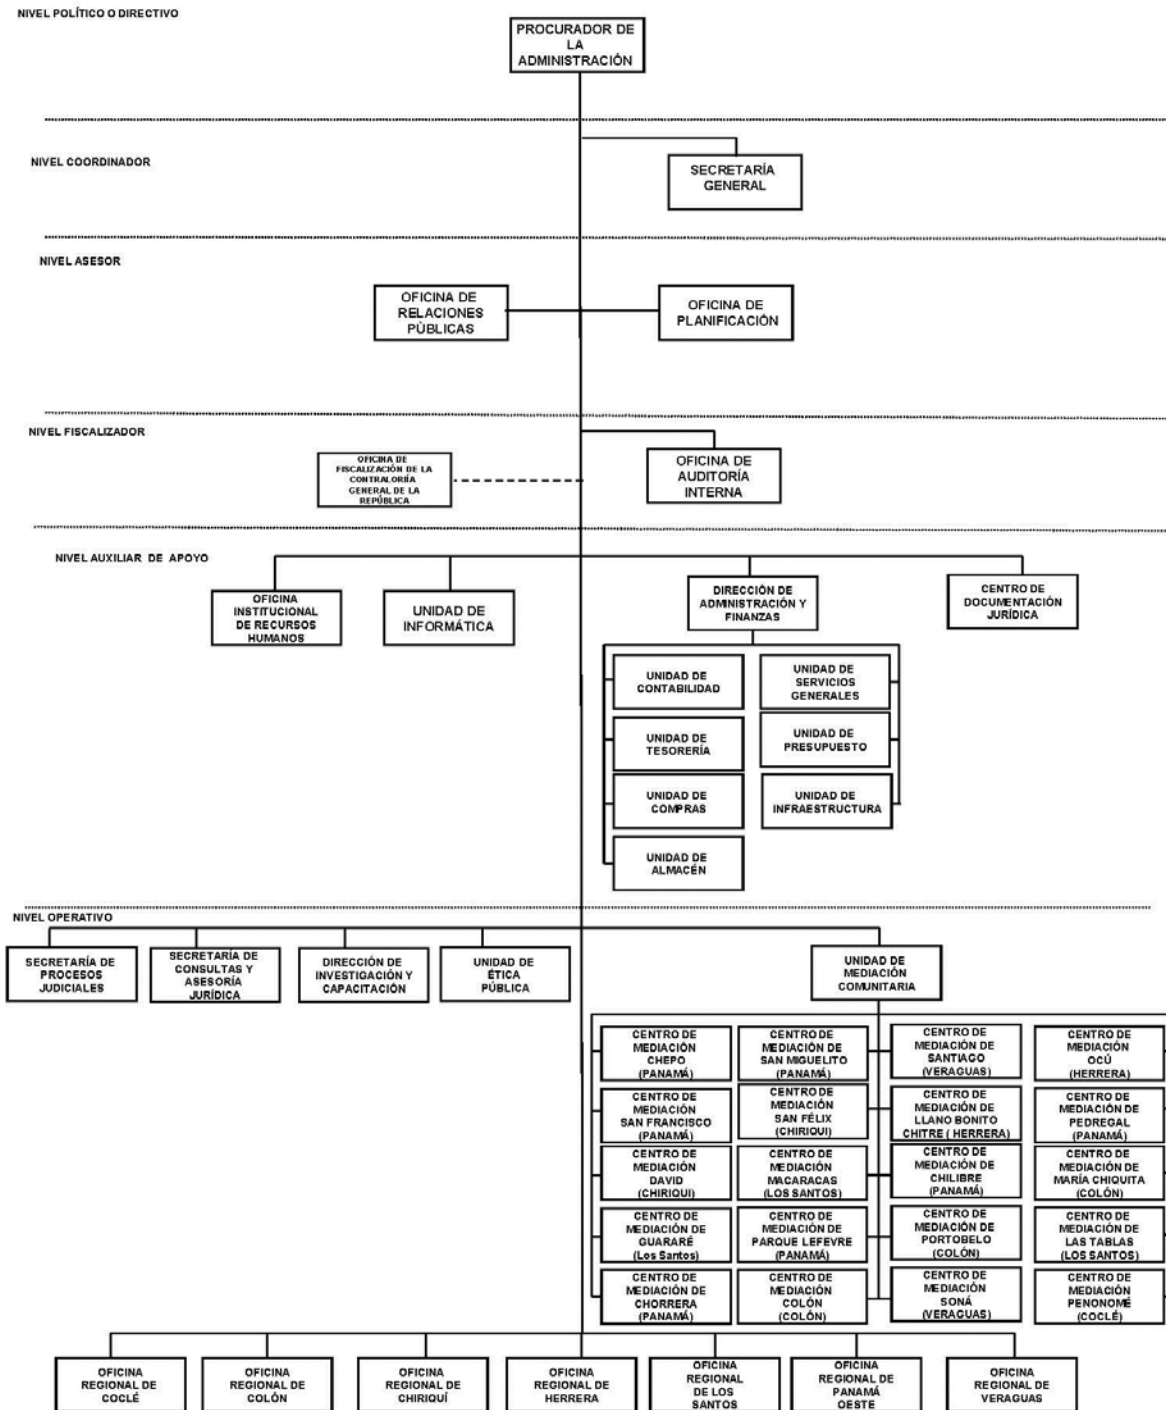 NIVEL POLÍTICO O DIRECTIVO
PROCURADOR DE
LA
ADMINISTRACIÓN
NIVEL COORDINADOR
SECRETARÍA
GENERAL
NIVEL ASESOR
OFICINA DE
RELACIONES
PÙBLICAS
OFICINA DE
PLANIFICACIÓN
NIVEL FISCALIZADOR
OFICINA DE
FISCALIZACIÓN DE LA
CONTRALORÍA
GENERAL DE LA
REPÚBLICA
OFICINA DE
AUDITORÍA
INTERNA
NIVEL AUXILIAR DE APOYO
OFICINA
INSTITUCIONAL
DE RECURSOS
HUMANOS
UNIDAD DE
INFORMÁTICA
DIRECCIÓN DE
ADMINISTRACIÓN Y
FINANZAS
CENTRO DE
DOCUMENTACIÓN
JURÍDICA
UNIDAD DE
CONTABILIDAD
UNIDAD DE
SERVICIOS
GENERALES
UNIDAD DE
TESORERÍA
UNIDAD DE
PRESUPUESTO
UNIDAD DE
COMPRAS
UNIDAD DE
INFRAESTRUCTURA
UNIDAD DE
ALMACÉN
NIVEL OPERATIVO
SECRETARÍA DE
PROCESOS
JUDICIALES
SECRETARÍA DE
CONSULTAS Y
ASESORÍA
JURÍDICA
DIRECCIÓN DE
INVESTIGACIÓN Y
CAPACITACIÓN
UNIDAD DE
ÉTICA
PÚBLICA
UNIDAD DE
MEDIACIÓN
COMUNITARIA
CENTRO DE
MEDIACIÓN
CHEPO
(PANAMÁ)
CENTRO DE
MEDIACIÓN DE
SAN MIGUELITO
(PANAMÁ)
CENTRO DE
MEDIACIÓN DE
SANTIAGO
(VERAGUAS)
CENTRO DE
MEDIACIÓN
OCÚ
(HERRERA)
CENTRO DE
MEDIACIÓN
SAN FRANCISCO
(PANAMÁ)
CENTRO DE
MEDIACIÓN
SAN FÉLIX
(CHIRIQUI)
CENTRO DE
MEDIACIÓN DE
LLANO BONITO
CHITRE ( HERRERA)
CENTRO DE
MEDIACIÓN DE
PEDREGAL
(PANAMÁ)
CENTRO DE
MEDIACIÓN
DAVID
(CHIRIQUI)
CENTRO DE
MEDIACIÓN
MACARACAS
(LOS SANTOS)
CENTRO DE
MEDIACIÓN DE
CHILIBRE
(PANAMÁ)
CENTRO DE
MEDIACIÓN DE
MARÍA CHIQUITA
(COLÓN)
CENTRO DE
MEDIACIÓN DE
GUARARÉ
(Los Santos)
CENTRO DE
MEDIACIÓN DE
PARQUE LEFEVRE
(PANAMÁ)
CENTRO DE
MEDIACIÓN DE
PORTOBELO
(COLÓN)
CENTRO DE
MEDIACIÓN DE
LAS TABLAS
(LOS SANTOS)
CENTRO DE
MEDIACIÓN DE
CHORRERA
(PANAMÁ)
CENTRO DE
MEDIACIÓN
COLÓN
(COLÓN)
CENTRO DE
MEDIACIÓN
SONÁ
(VERAGUAS)
CENTRO DE
MEDIACIÓN
PENONOMÉ
(COCLÉ)
OFICINA
REGIONAL DE
COCLÉ
OFICINA
REGIONAL DE
COLÓN
OFICINA
REGIONAL DE
CHIRIQUÍ
OFICINA
REGIONAL DE
HERRERA
OFICINA
REGIONAL
DE LOS
SANTOS
OFICINA
REGIONAL DE
PANAMÁ
OESTE
OFICINA
REGIONAL DE
VERAGUAS